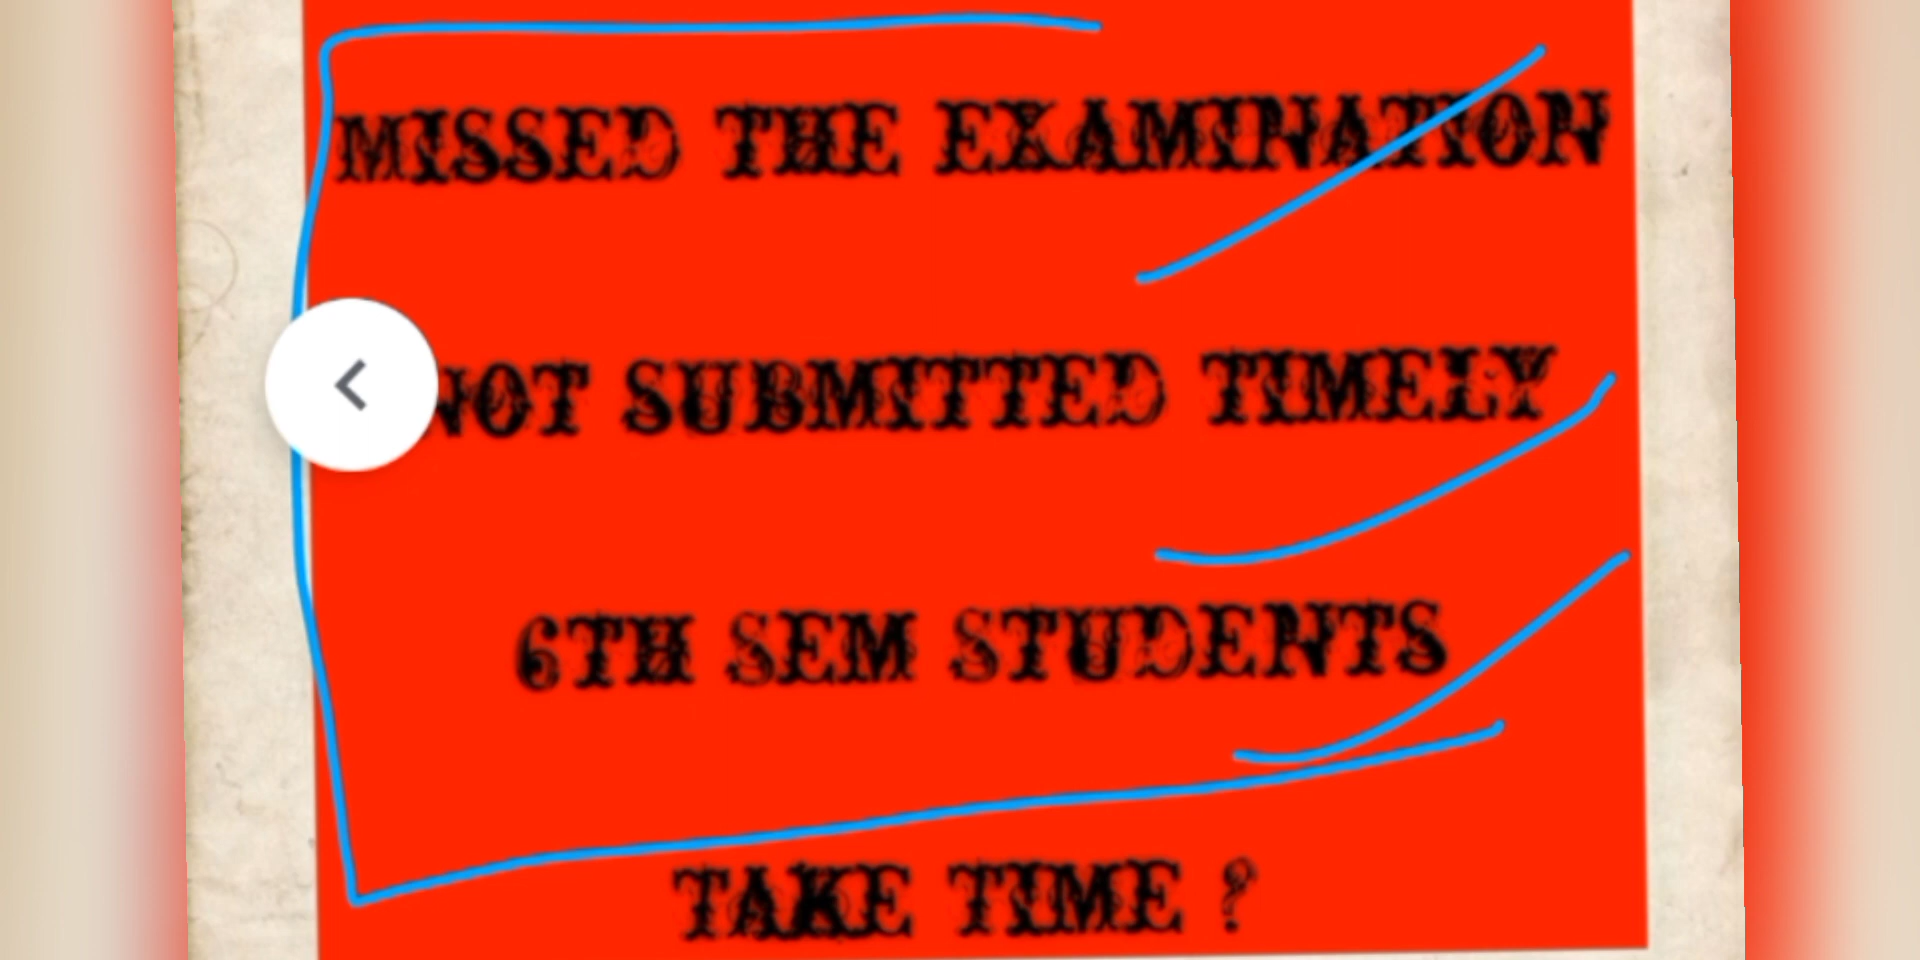 MISSED THE EXAMINATION
NOT SUBMITTED TIMELY
6TH SEM STUDENTS
TAKE TIME ?